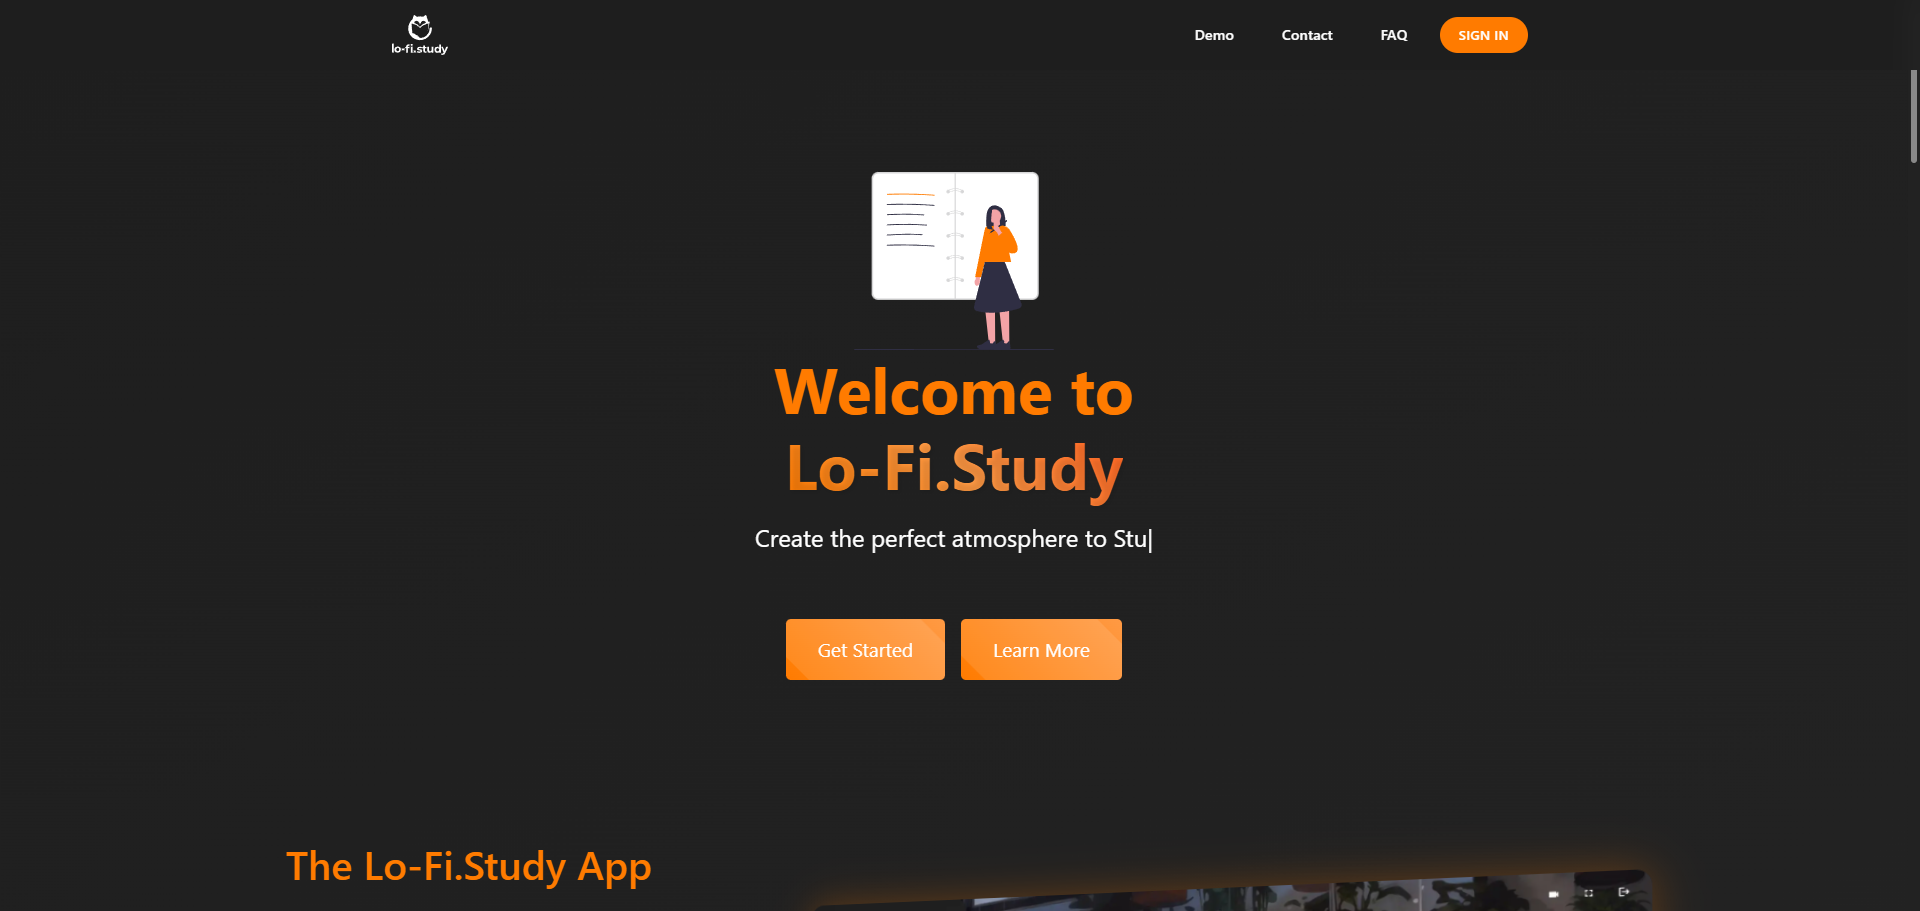 lo-fi.study
Demo
Contact
FAQ
SIGN IN
Welcome to
Lo-Fi.Study
Create the perfect atmosphere to Stu|
Get Started
Learn More
The Lo-Fi.Study App